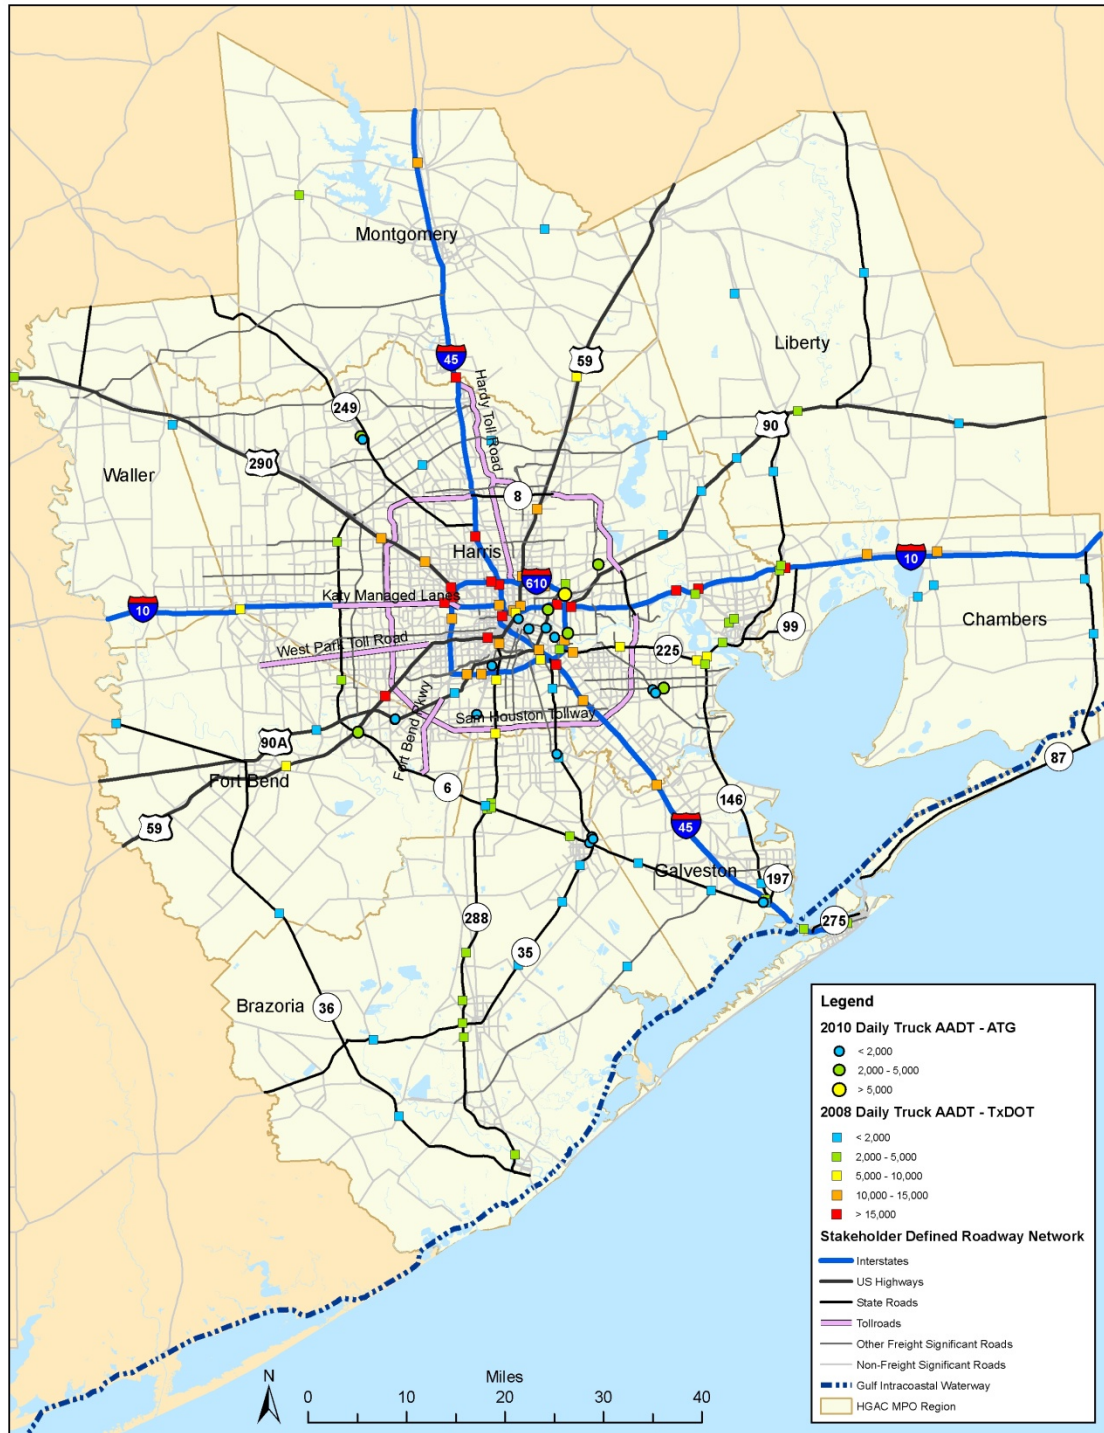 Montgomery
45
59
Liberty
Hardy Toll Road
249
90
290
Waller
8
Harris
610
10
Katy Managed Lanes
10
99
Chambers
West Park Toll Road
225
Fort Bend Pkwy
Sam Houston Tollway
90A
Fort Bend
6
87
146
59
45
Galveston
197
288
275
35
Brazoria
36
Legend
2010 Daily Truck AADT - ATG
< 2,000
2,000 - 5,000
> 5,000
2008 Daily Truck AADT - TxDOT
< 2,000
2,000 - 5,000
5,000 - 10,000
10,000 - 15,000
> 15,000
Stakeholder Defined Roadway Network
Interstates
US Highways
State Roads
Tollroads
Other Freight Significant Roads
Non-Freight Significant Roads
Gulf Intracoastal Waterway
HGAC MPO Region
N
Miles
0 10 20 30 40